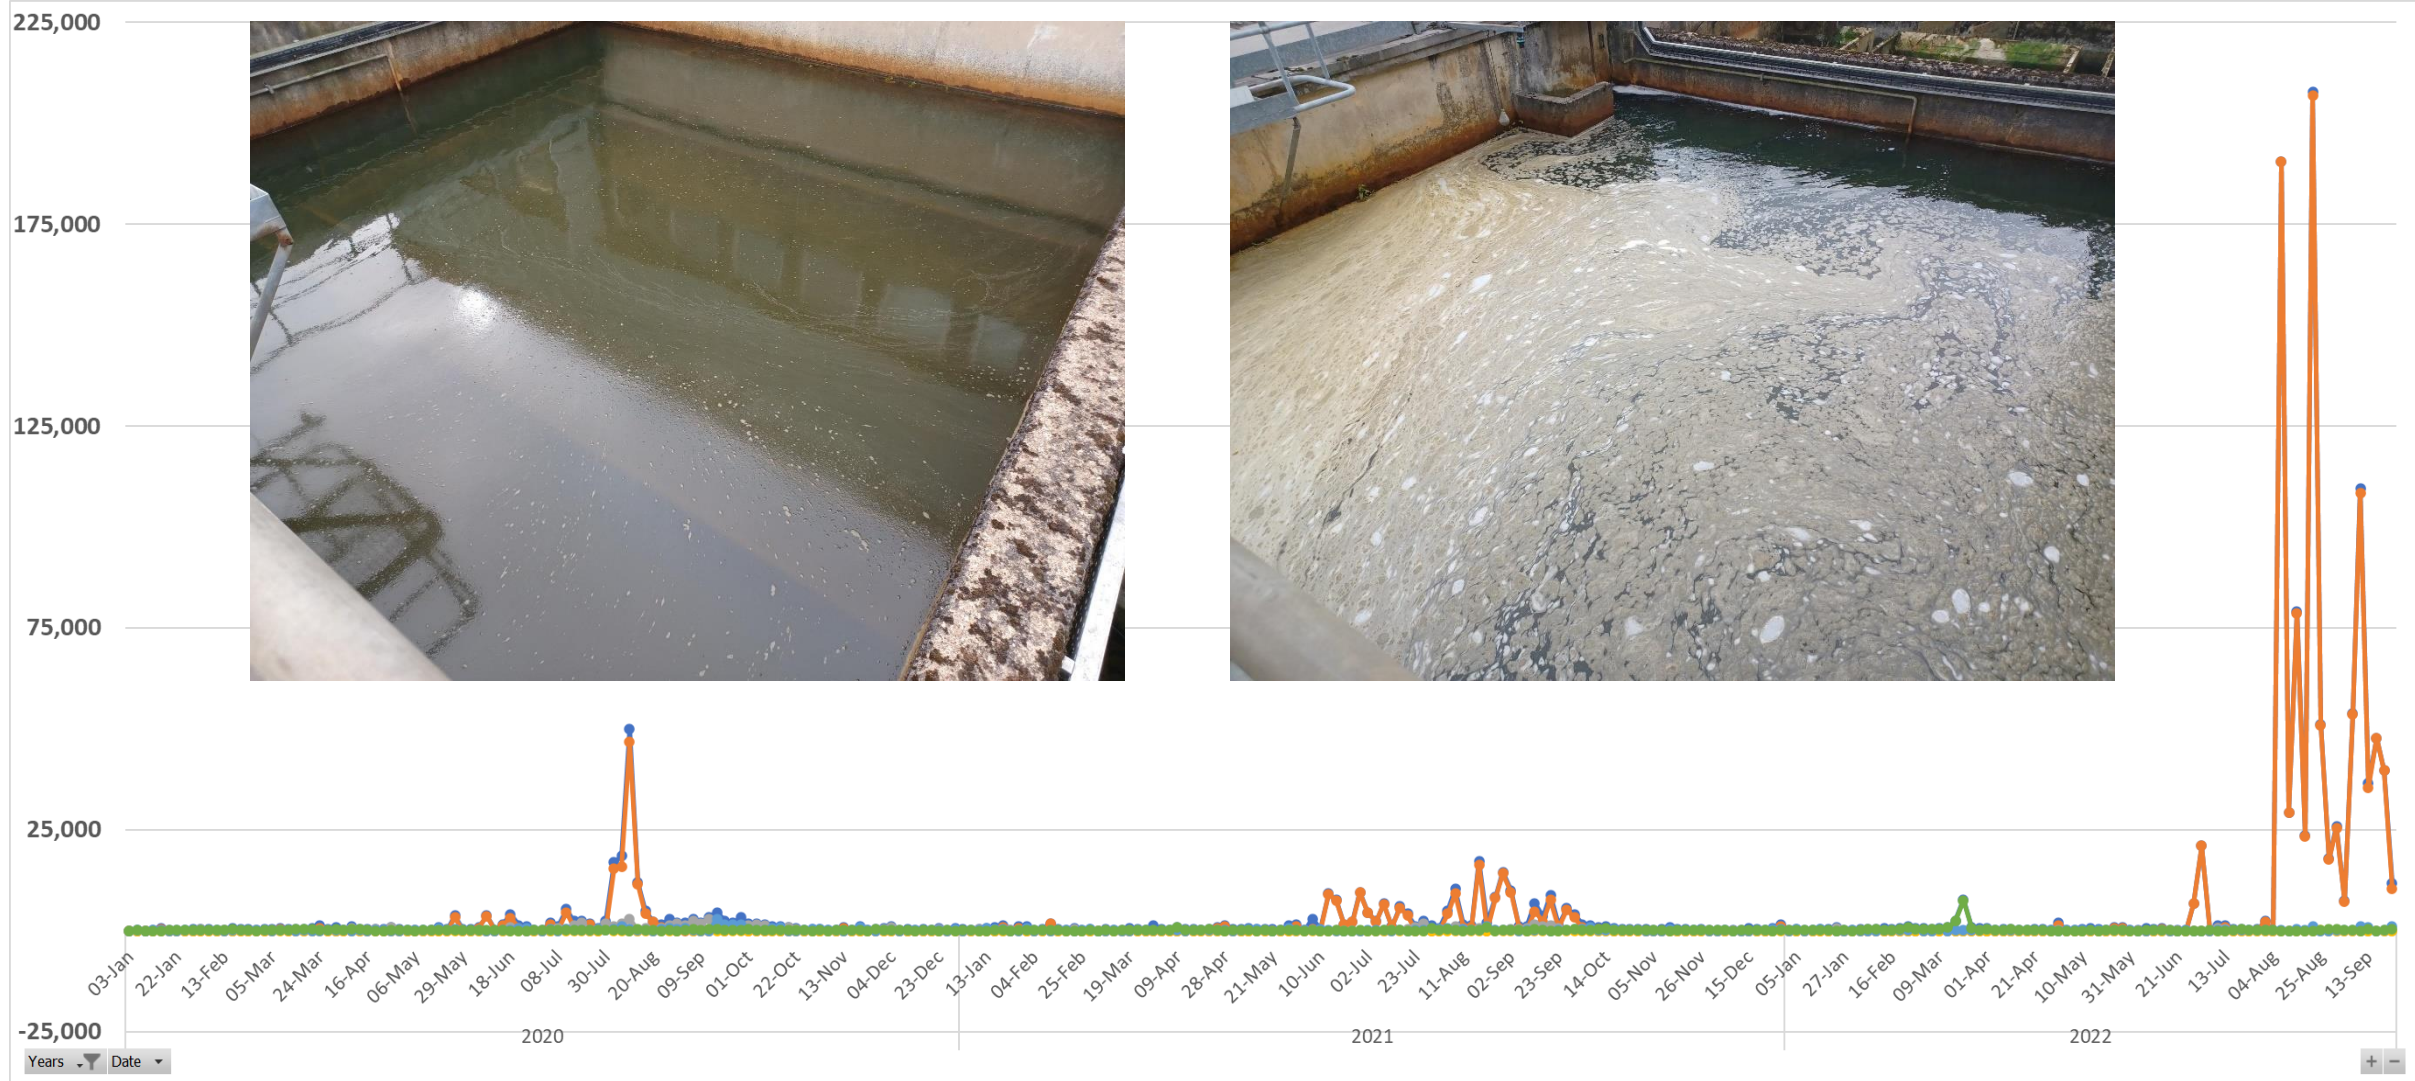 225,000
175,000
125,000
75,000
25,000
03-Jan 22-Jan 13-Feb 05-Mar 24-Mar 16-Apr 06-May 29-May 18-Jun 08-Jul 30-Jul 20-Aug 09-Sep 01-Oct 22-Oct 13-Nov 04-Dec 23-Dec 13-Jan 04-Feb 25-Feb 19-Mar 09-Apr 28-Apr 21-May 10-Jun 02-Jul 23-Jul 11-Aug 02-Sep 23-Sep 14-Oct 05-Nov 26-Nov 15-Dec 05-Jan 27-Jan 16-Feb 09-Mar 01-Apr 21-Apr 10-May 31-May 21-Jun 13-Jul 04-Aug 25-Aug 13-Sep
-25,000
2020 2021 2022
Years Date + −